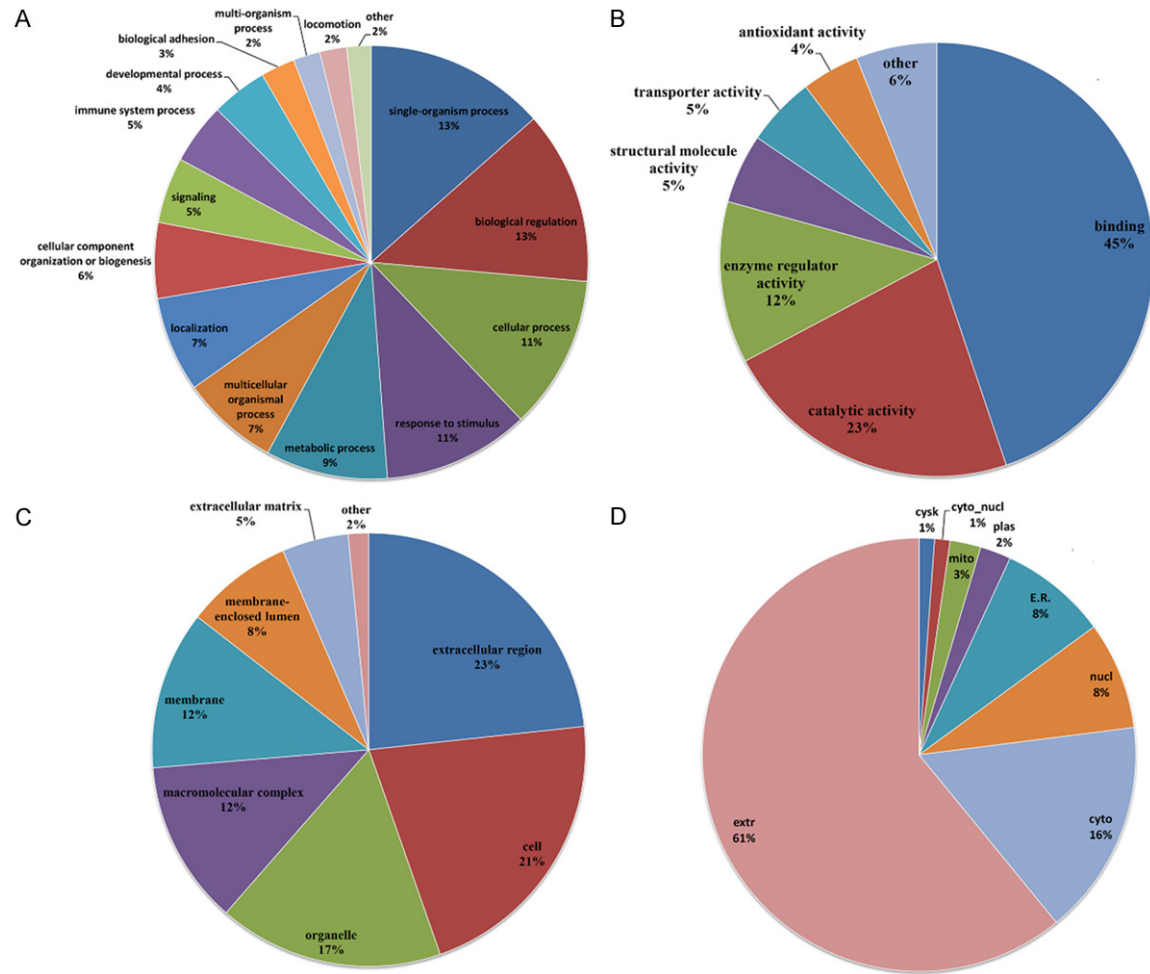 A
single-organism process
13%
biological regulation
13%
cellular process
11%
response to stimulus
11%
metabolic process
9%
multicellular
organismal
process
7%
localization
7%
cellular component
organization or biogenesis
6%
signaling
5%
immune system process
5%
developmental process
4%
biological adhesion
3%
multi-organism
process
2%
locomotion
2%
other
2%
B
binding
45%
catalytic activity
23%
enzyme regulator
activity
12%
structural molecule
activity
5%
transporter activity
5%
antioxidant activity
4%
other
6%
C
extracellular region
23%
cell
21%
organelle
17%
macromolecular complex
12%
membrane
12%
membrane-
enclosed lumen
8%
extracellular matrix
5%
other
2%
D
cysk
1%
cyto_nucl
1%
mito
3%
plas
2%
E.R.
8%
nucl
8%
cyto
16%
extr
61%